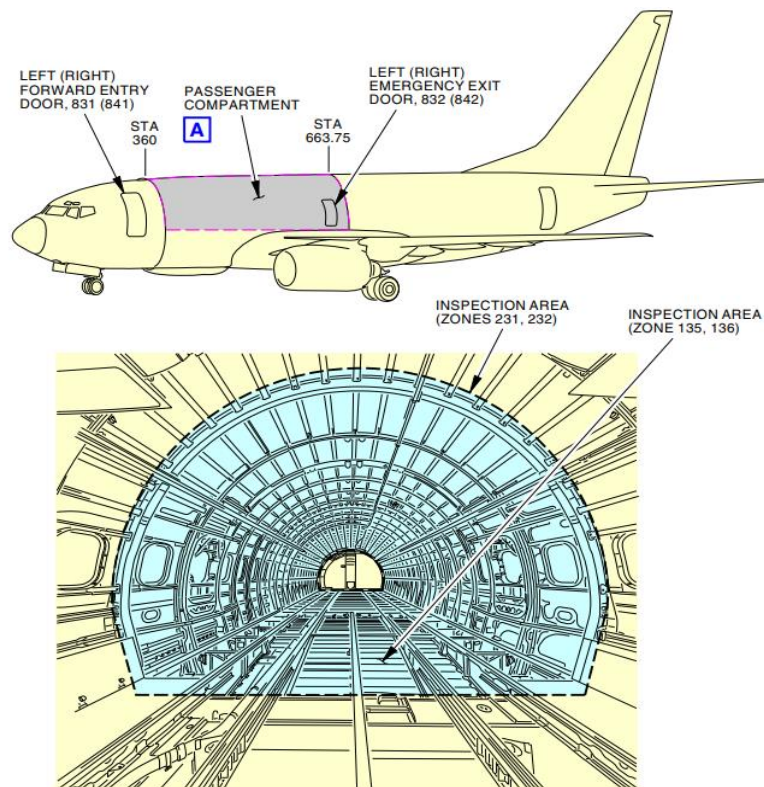 LEFT (RIGHT)
FORWARD ENTRY
DOOR, 831 (841)
PASSENGER
COMPARTMENT
A
LEFT (RIGHT)
EMERGENCY EXIT
DOOR, 832 (842)
STA
360
STA
663.75
INSPECTION AREA
(ZONES 231, 232)
INSPECTION AREA
(ZONE 135, 136)